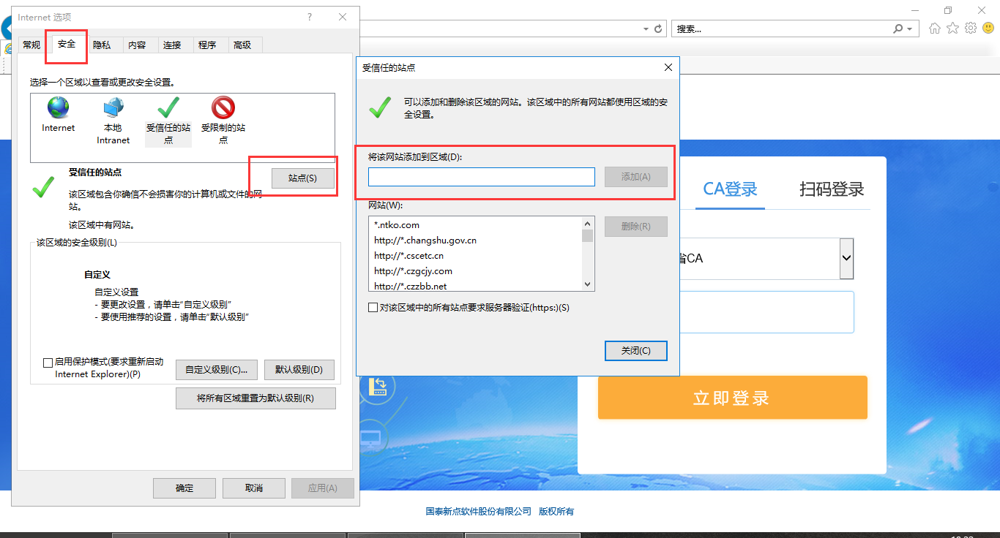 Internet 选项
?
常规 安全 隐私 内容 连接 程序 高级
选择一个区域以查看或更改安全设置。
Internet
本地
Intranet
受信任的站
点
受限制的站
点
受信任的站点
站点(S)
该区域包含你确信不会损害你的计算机或文件的网
站。
该区域中有网站。
该区域的安全级别(L)
自定义
自定义设置
- 要更改设置，请单击“自定义级别”
- 要使用推荐的设置，请单击“默认级别”
启用保护模式(要求重新启动
Internet Explorer)(P)
自定义级别(C)...
默认级别(D)
将所有区域重置为默认级别(R)
确定
取消
应用(A)
搜索...
受信任的站点
可以添加和删除该区域的网站。该区域中的所有网站都使用区域的安
全设置。
将该网站添加到区域(D):
添加(A)
网站(W):
*.ntko.com
http://*.changshu.gov.cn
http://*.cscetc.cn
http://*.czgcjy.com
http://*.czzbb.net
删除(R)
对该区域中的所有站点要求服务器验证(https:)(S)
关闭(C)
CA登录
扫码登录
省CA
立即登录
国泰新点软件股份有限公司 版权所有